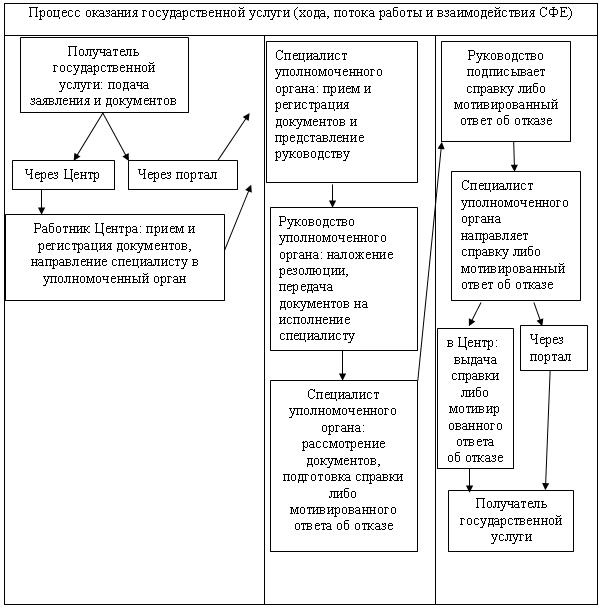 Процесс оказания государственной услуги (хода, потока работы и взаимодействия СФЕ)
Получатель
государственной
услуги: подача
заявления и документов
Через Центр
Через портал
Работник Центра: прием и
регистрация документов,
направление специалисту в
уполномоченный орган
Специалист
уполномоченного
органа: прием и
регистрация
документов и
представление
руководству
Руководство
уполномоченного
органа: наложение
резолюции,
передача
документов на
исполнение
специалисту
Специалист
уполномоченного
органа:
рассмотрение
документов,
подготовка справки
либо
мотивированного
ответа об отказе
Руководство
подписывает
справку либо
мотивированный
ответ об отказе
Специалист
уполномоченного
органа
направляет
справку либо
мотивированный
ответ об отказе
в Центр:
выдача
справки
либо
мотивир
ованного
ответа
об отказе
Через
портал
Получатель
государственной
услуги